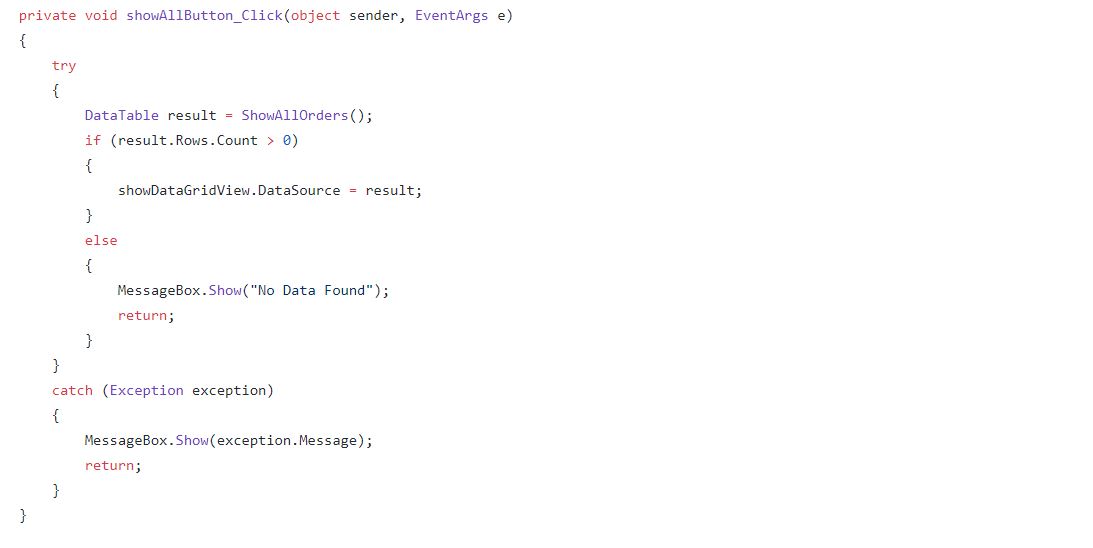 private void showAllButton_Click(object sender, EventArgs e)
{
    try
    {
        DataTable result = ShowAllOrders();
        if (result.Rows.Count > 0)
        {
            showDataGridView.DataSource = result;
        }
        else
        {
            MessageBox.Show("No Data Found");
            return;
        }
    }
    catch (Exception exception)
    {
        MessageBox.Show(exception.Message);
        return;
    }
}